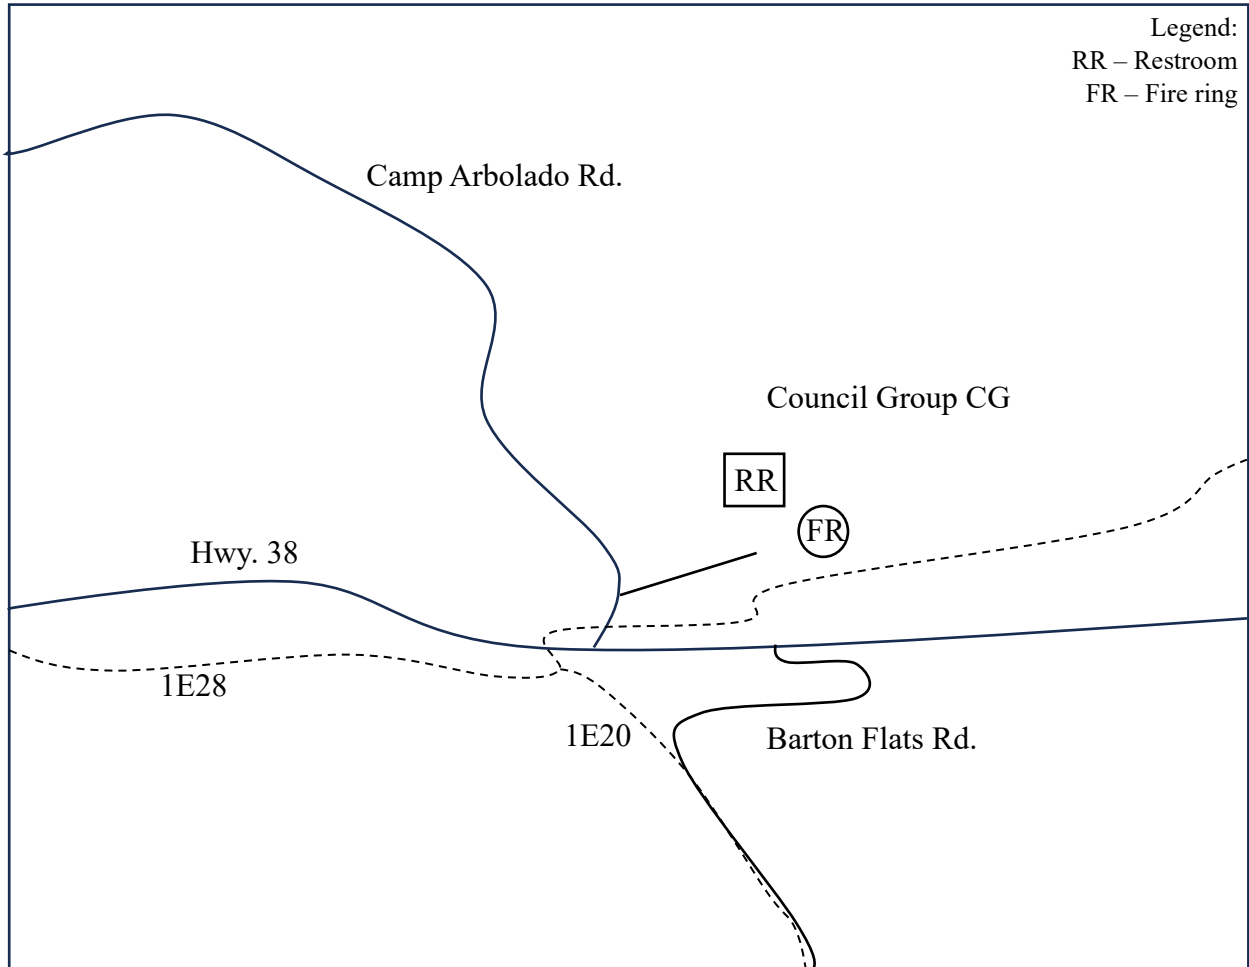 Legend:
RR – Restroom
FR – Fire ring
Camp Arbolado Rd.
Council Group CG
RR
FR
Hwy. 38
1E28
1E20
Barton Flats Rd.